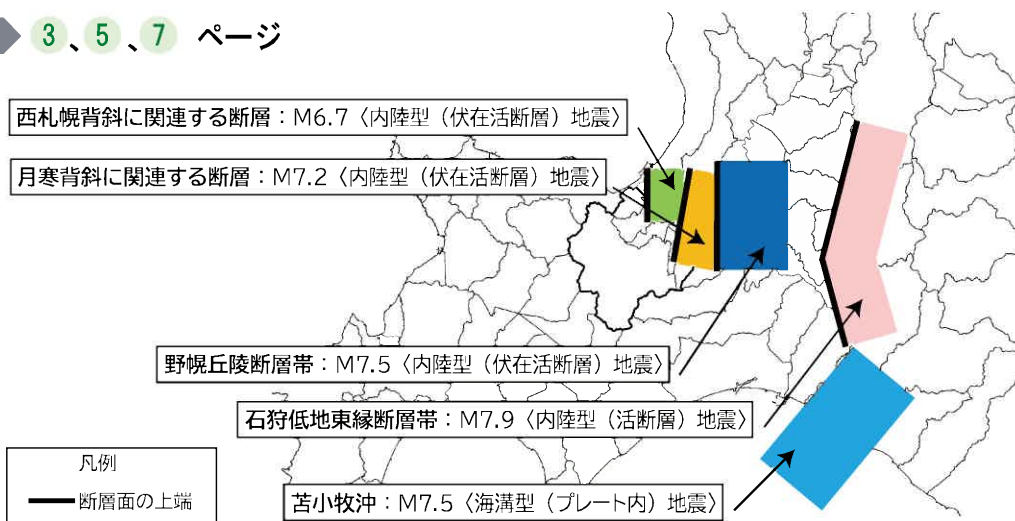 3、5、7 ページ
西札幌背斜に関連する断層：M6.7〈内陸型（伏在活断層）地震〉
月寒背斜に関連する断層：M7.2〈内陸型（伏在活断層）地震〉
野幌丘陵断層帯：M7.5〈内陸型（伏在活断層）地震〉
石狩低地東縁断層帯：M7.9〈内陸型（活断層）地震〉
苫小牧沖：M7.5〈海溝型（プレート内）地震〉
凡例
断層面の上端